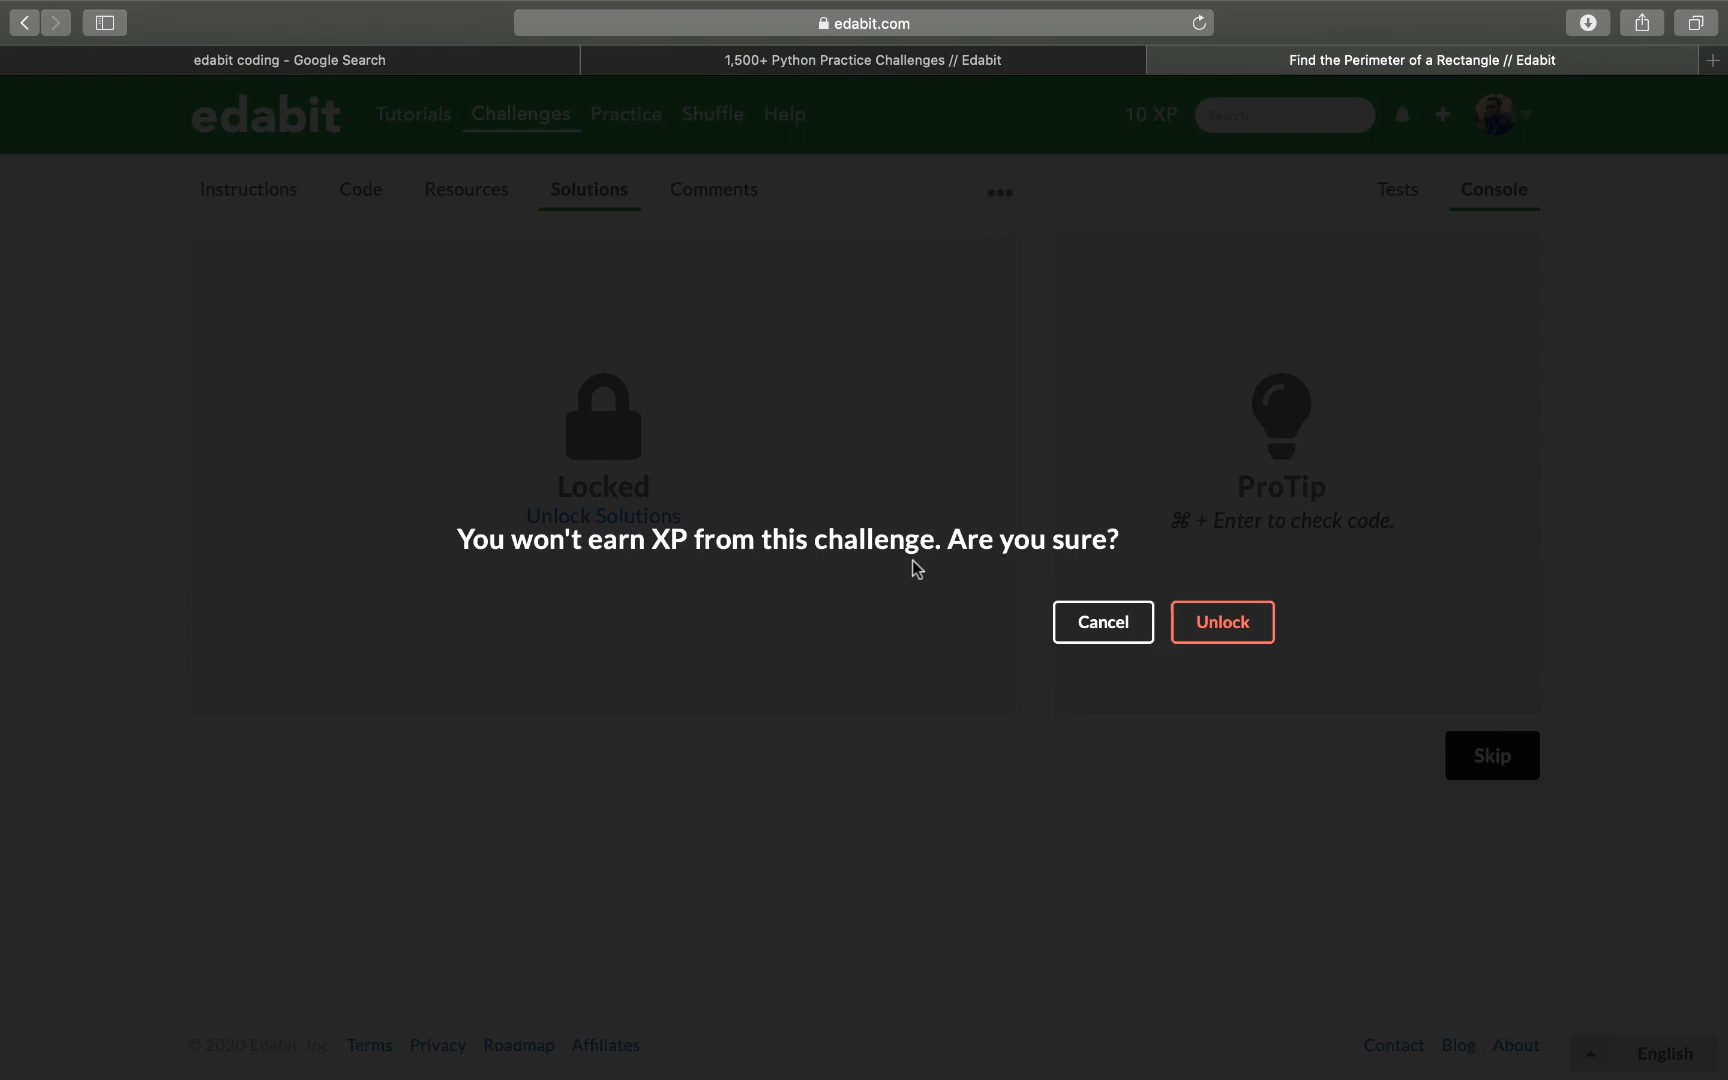 edabit.com
edabit coding - Google Search
1,500+ Python Practice Challenges // Edabit
Find the Perimeter of a Rectangle // Edabit
edabit
Tutorials
Challenges
Practice
Shuffle
Help
10 XP
Search
Instructions
Code
Resources
Solutions
Comments
Tests
Console
Locked
Unlock Solutions
ProTip
⌘ + Enter to check code.
You won't earn XP from this challenge. Are you sure?
Cancel
Unlock
Skip
© 2020 Edabit, Inc
Terms
Privacy
Roadmap
Affiliates
Contact
Blog
About
English